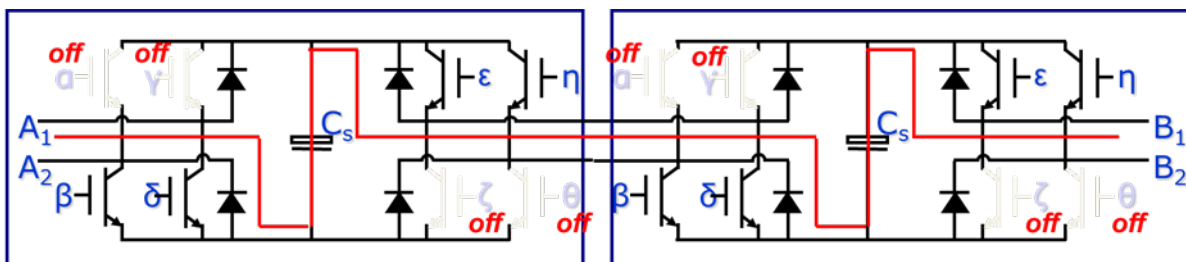 off off off off
α γ ε η α γ ε η
A1 Cs Cs B1
A2 B2
β δ ζ θ β δ ζ θ
off off off off